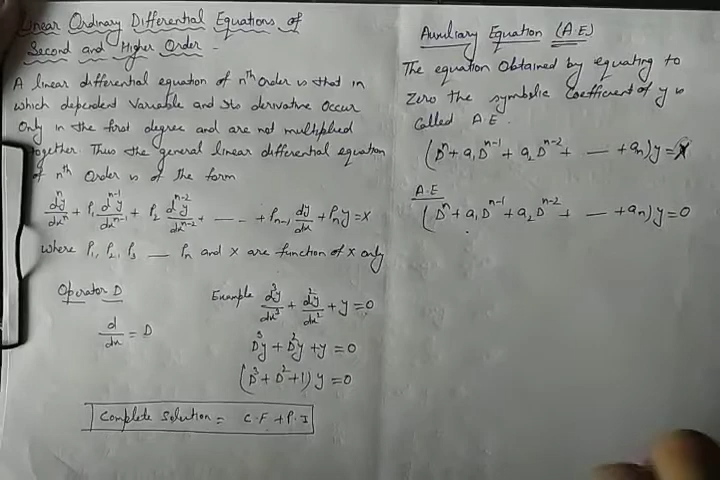 Linear Ordinary Differential Equations of
Second and Higher Order -
A linear differential equation of nth Order is that in
which dependent Variable and its derivative Occur
Only in the first degree and are not multiplied
together. Thus the general linear differential equation
of nth Order is of the form
dⁿy/dxⁿ + P₁ dⁿ⁻¹y/dxⁿ⁻¹ + P₂ dⁿ⁻²y/dxⁿ⁻² + -- - + Pₙ₋₁ dy/dx + Pₙy = X
where P₁, P₂, P₃ — Pₙ and X are function of x only
Operator D
d/dx = D
Example d³y/dx³ + d²y/dx² + y = 0
D³y + D²y + y = 0
(D³ + D² + 1) y = 0
Complete Solution = C.F + P.I
Auxiliary Equation (A.E)
The equation Obtained by equating to
Zero the symbolic Coefficient of y is
Called A.E.
(Dⁿ + a₁Dⁿ⁻¹ + a₂Dⁿ⁻² + — — + aₙ)y = X
A.E
(Dⁿ + a₁Dⁿ⁻¹ + a₂Dⁿ⁻² + — — + aₙ)y = 0